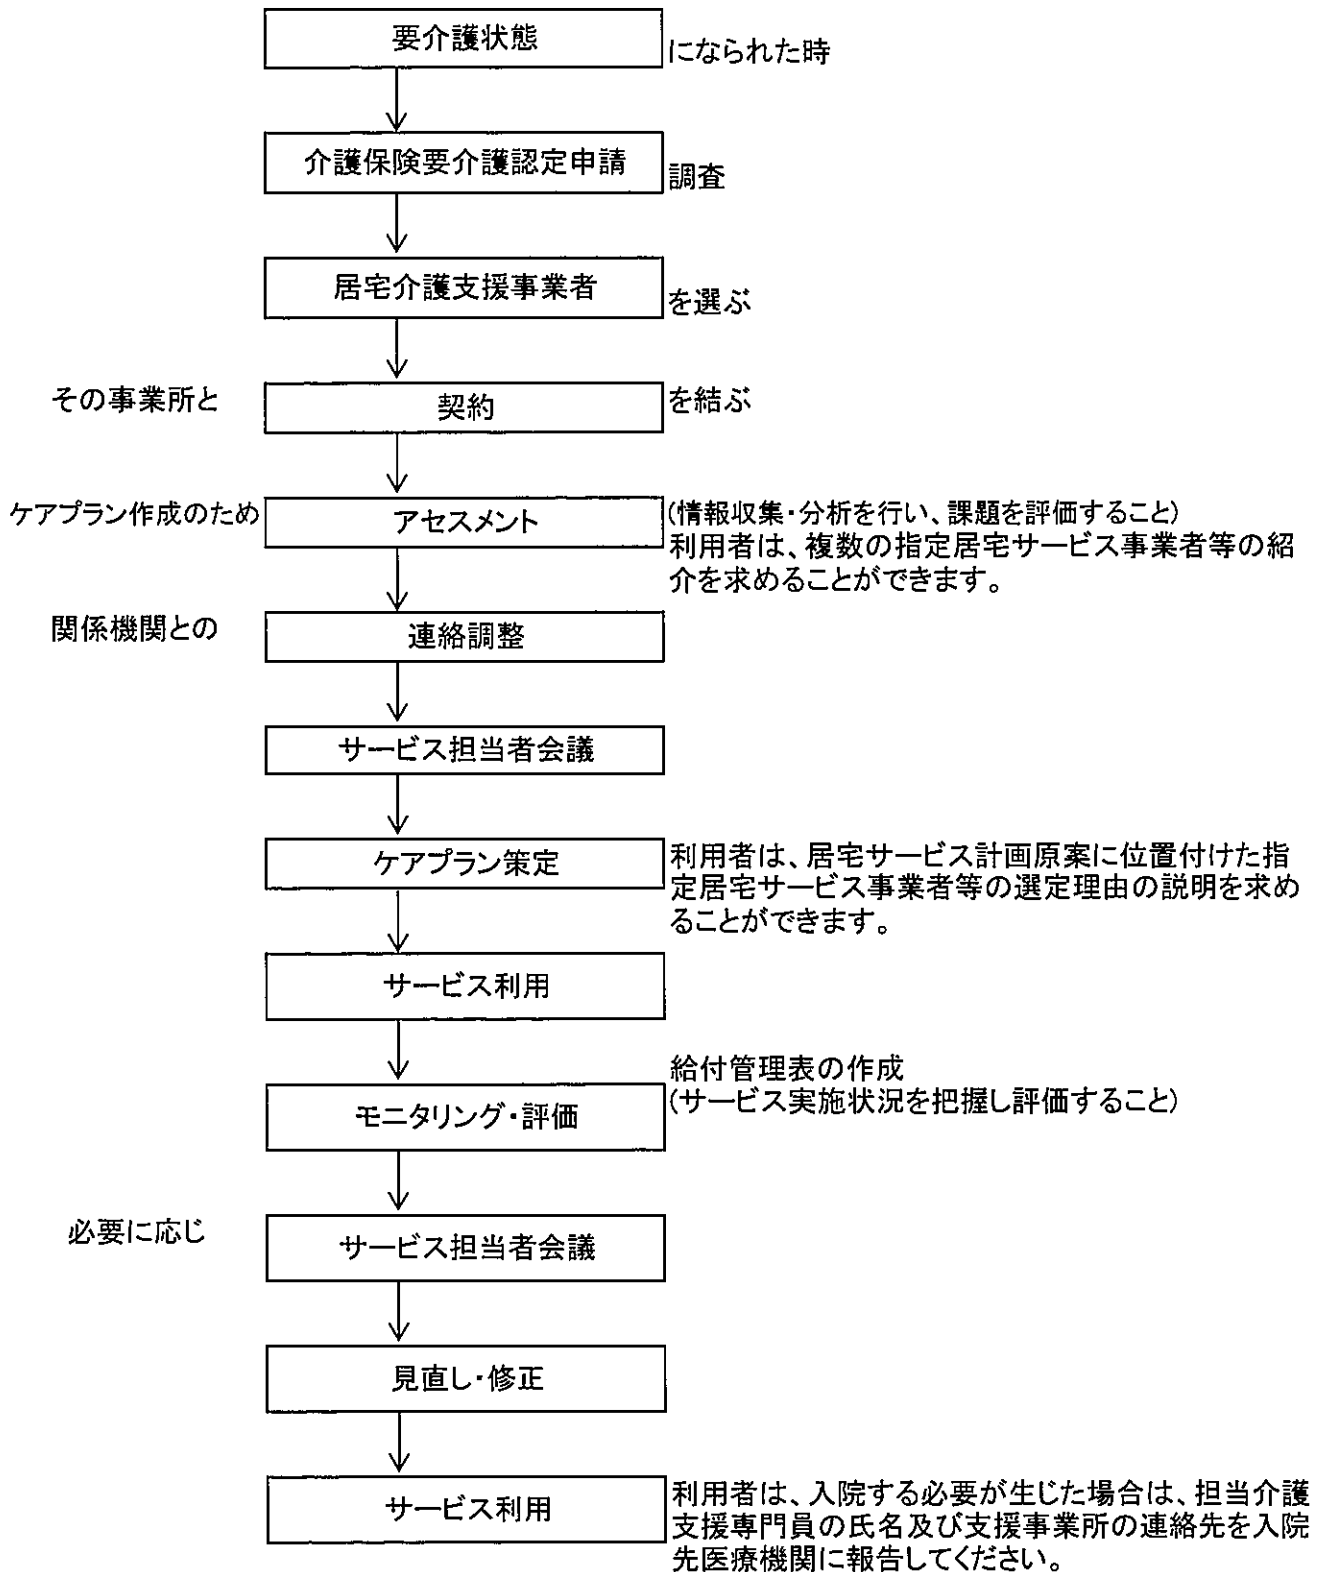 要介護状態
になられた時
介護保険要介護認定申請
調査
居宅介護支援事業者
を選ぶ
その事業所と
契約
を結ぶ
ケアプラン作成のため
アセスメント
(情報収集・分析を行い、課題を評価すること)
利用者は、複数の指定居宅サービス事業者等の紹
介を求めることができます。
関係機関との
連絡調整
サービス担当者会議
ケアプラン策定
利用者は、居宅サービス計画原案に位置付けた指
定居宅サービス事業者等の選定理由の説明を求め
ることができます。
サービス利用
給付管理表の作成
(サービス実施状況を把握し評価すること)
モニタリング・評価
必要に応じ
サービス担当者会議
見直し・修正
サービス利用
利用者は、入院する必要が生じた場合は、担当介護
支援専門員の氏名及び支援事業所の連絡先を入院
先医療機関に報告してください。